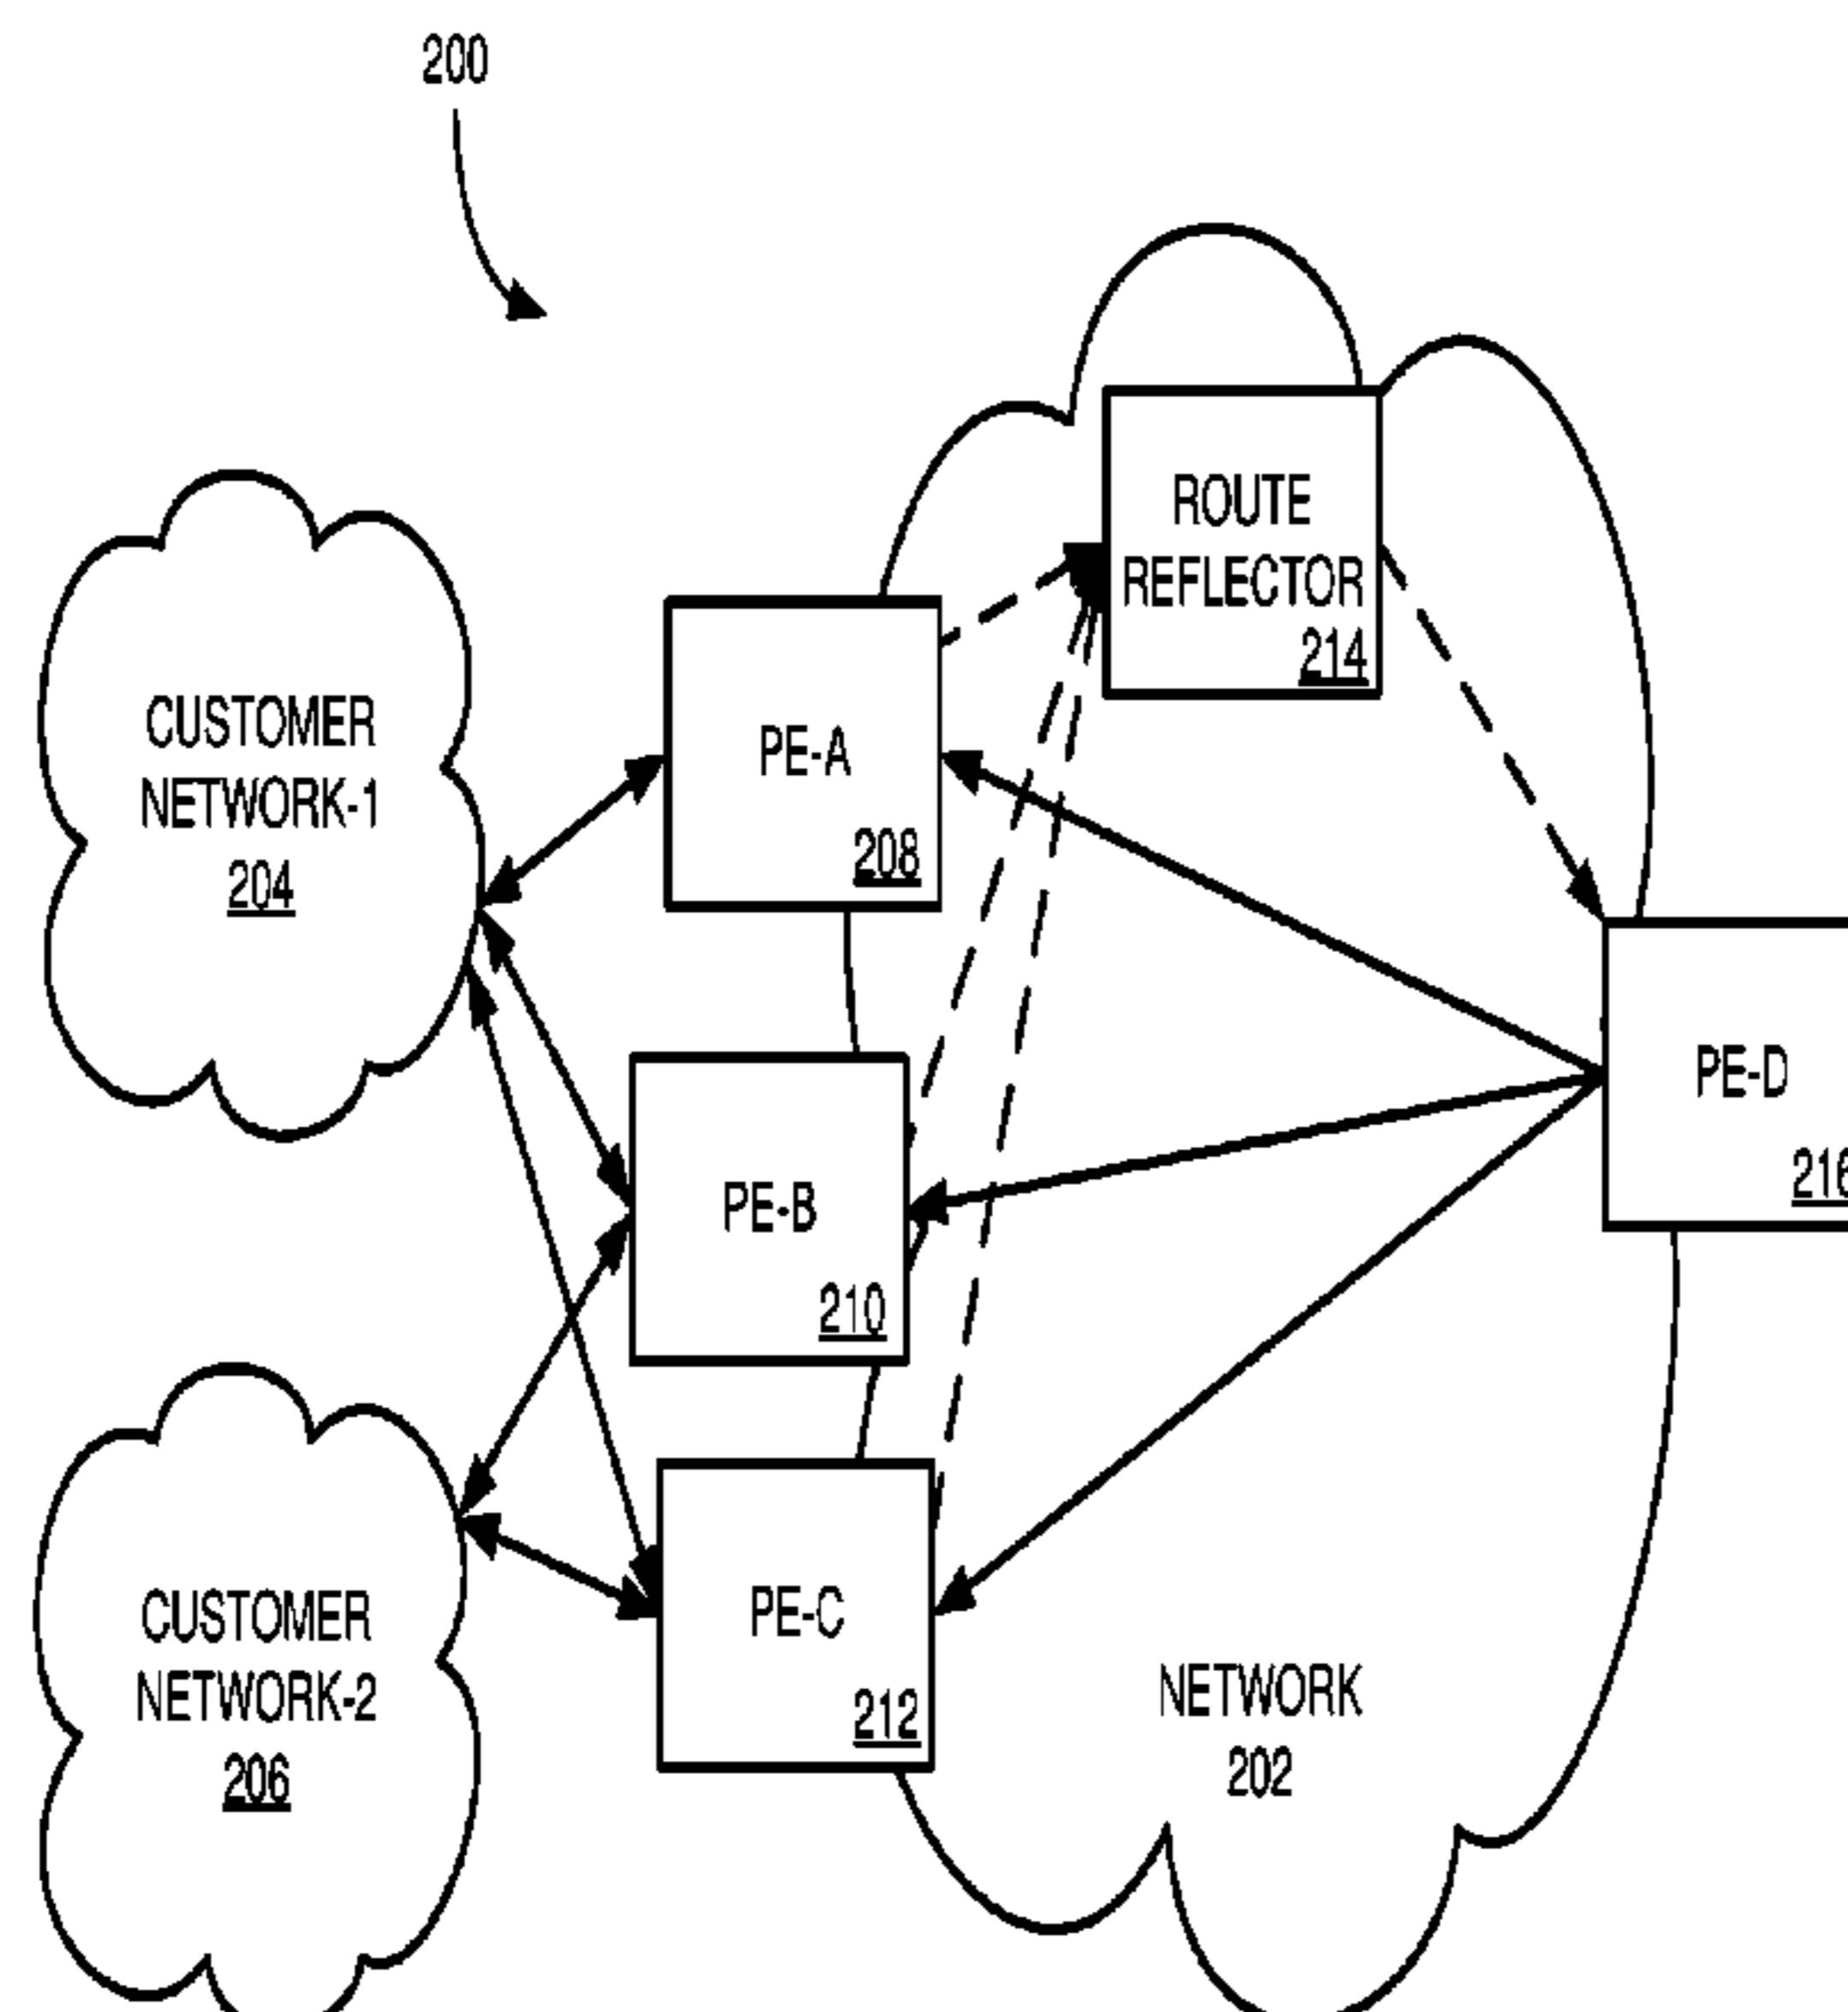 200
ROUTE
REFLECTOR
214
CUSTOMER
NETWORK-1
204
PE-A
208
PE-D
216
PE-B
210
CUSTOMER
NETWORK-2
206
PE-C
212
NETWORK
202